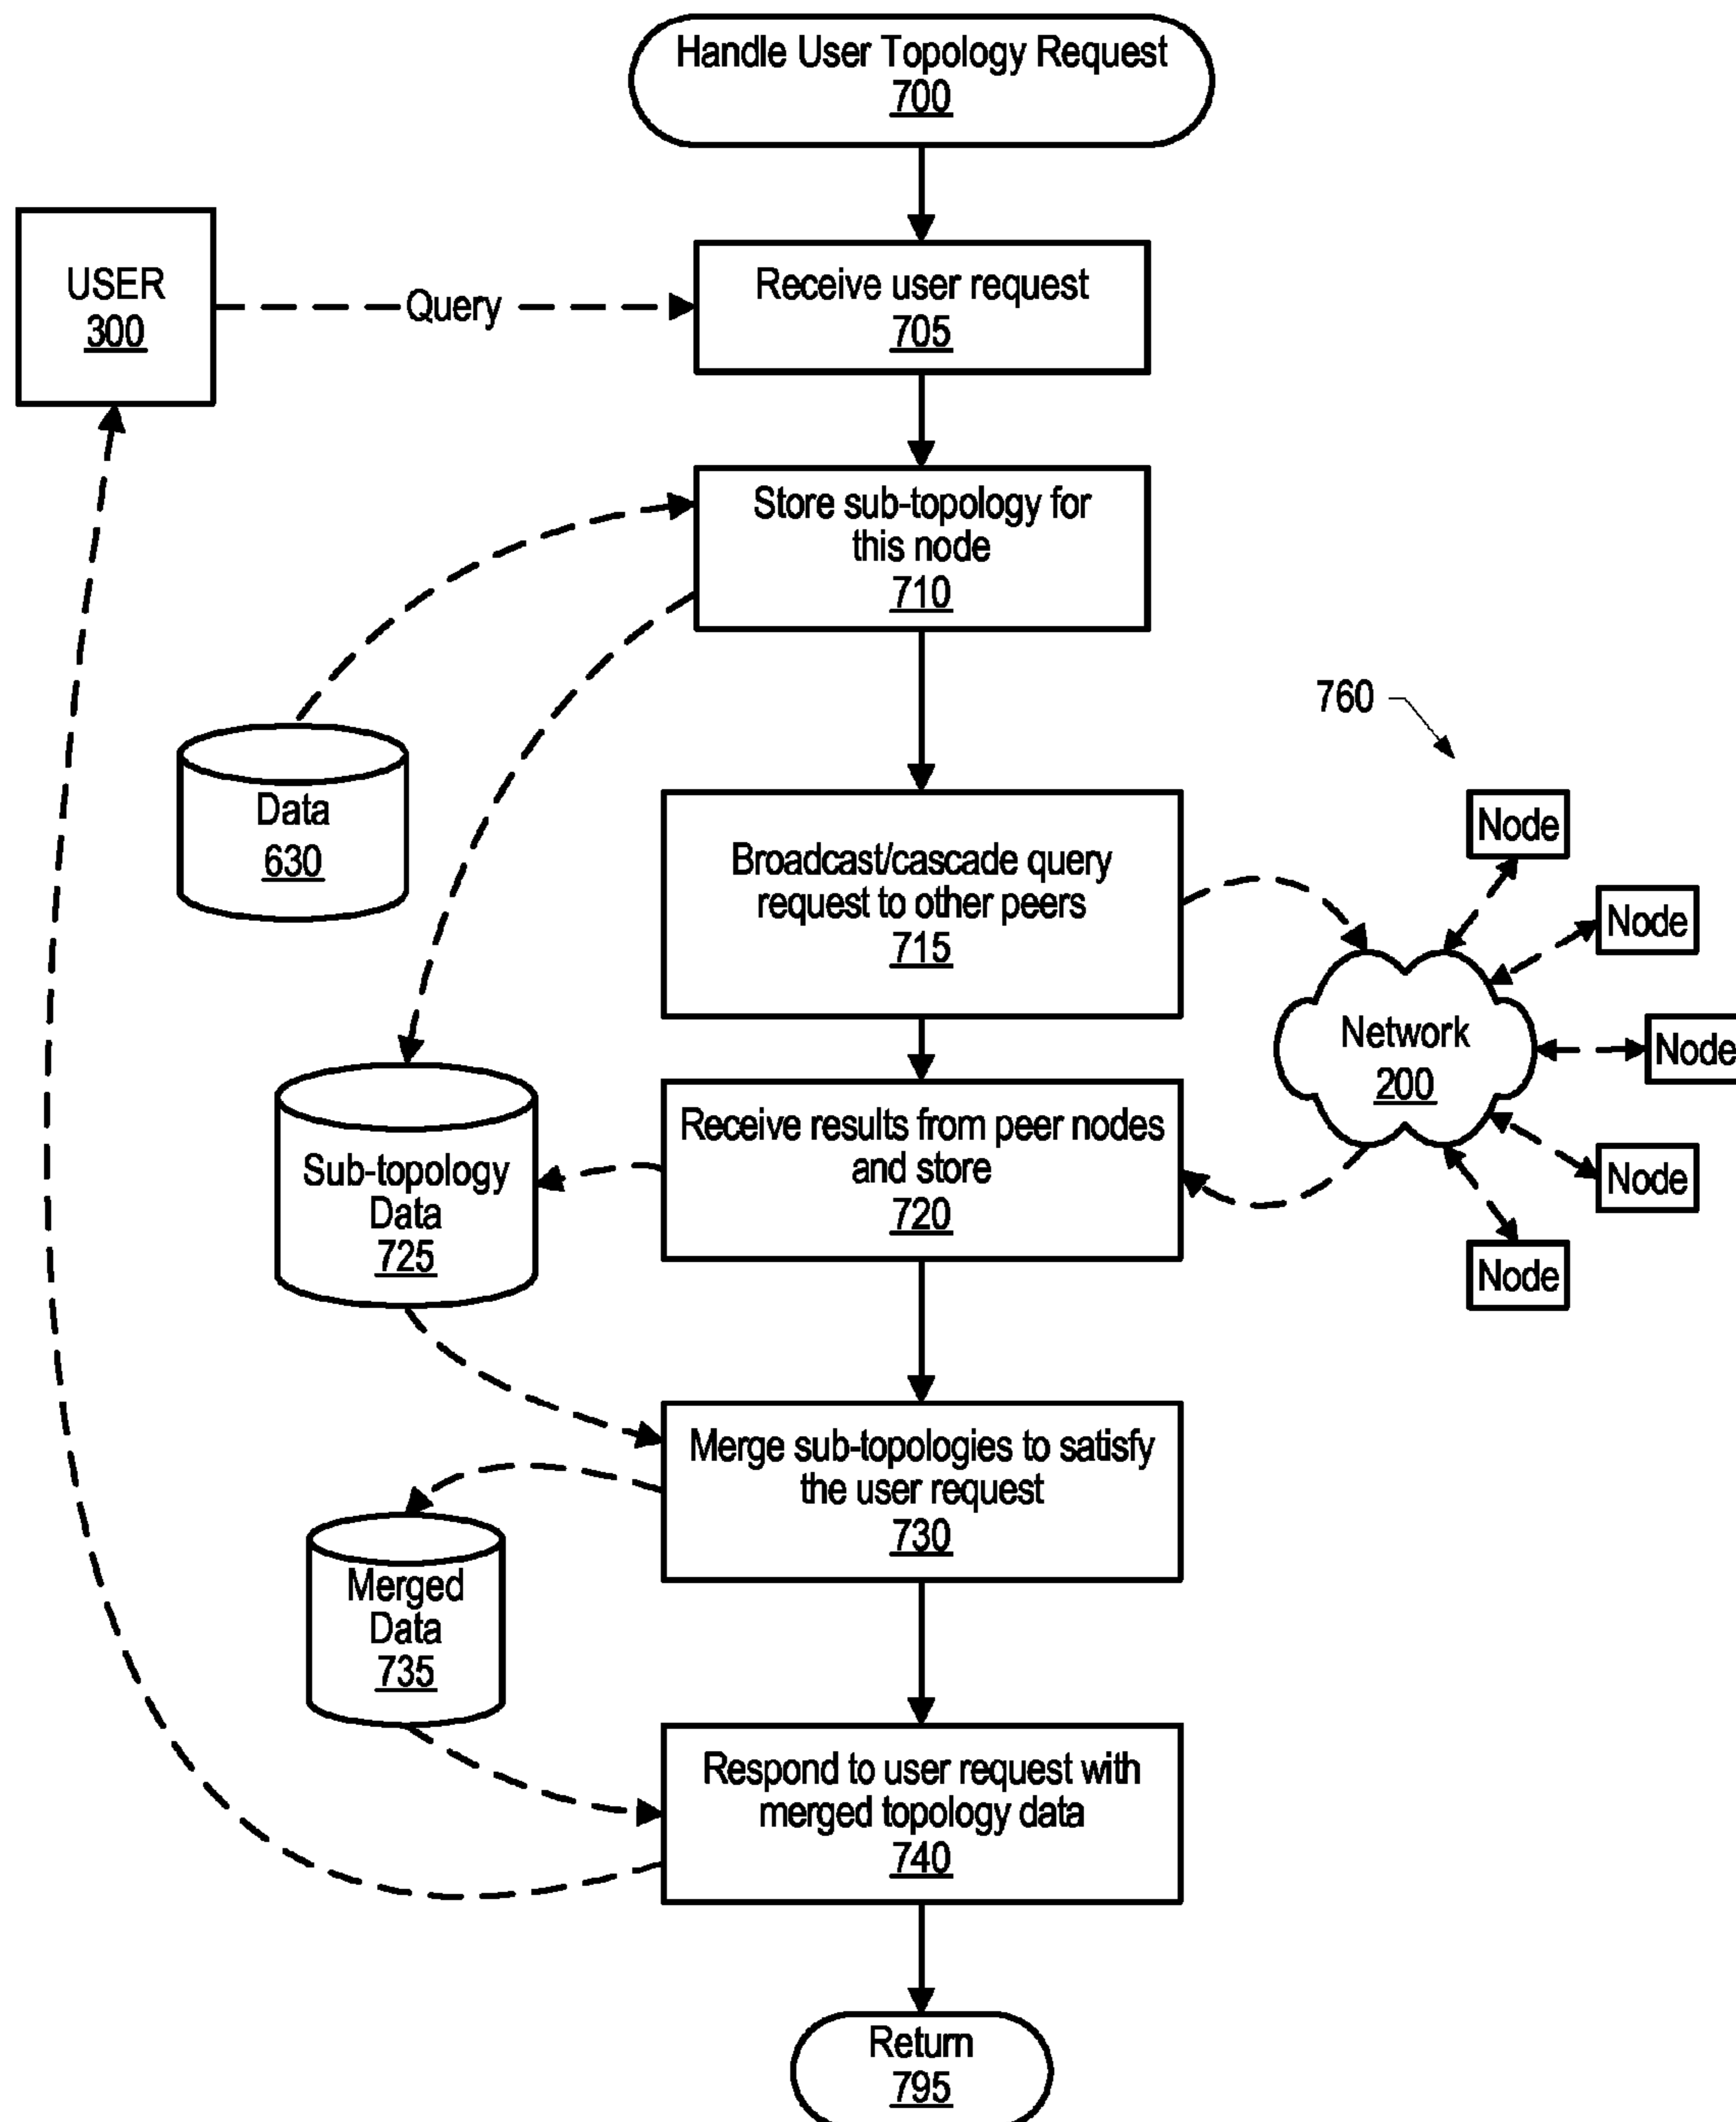 Handle User Topology Request
700
USER
300
Query
Receive user request
705
Store sub-topology for
this node
710
Data
630
760
Broadcast/cascade query
request to other peers
715
Node
Node
Node
Node
Node
Network
200
Receive results from peer nodes
and store
720
Sub-topology
Data
725
Merge sub-topologies to satisfy
the user request
730
Merged
Data
735
Respond to user request with
merged topology data
740
Return
795